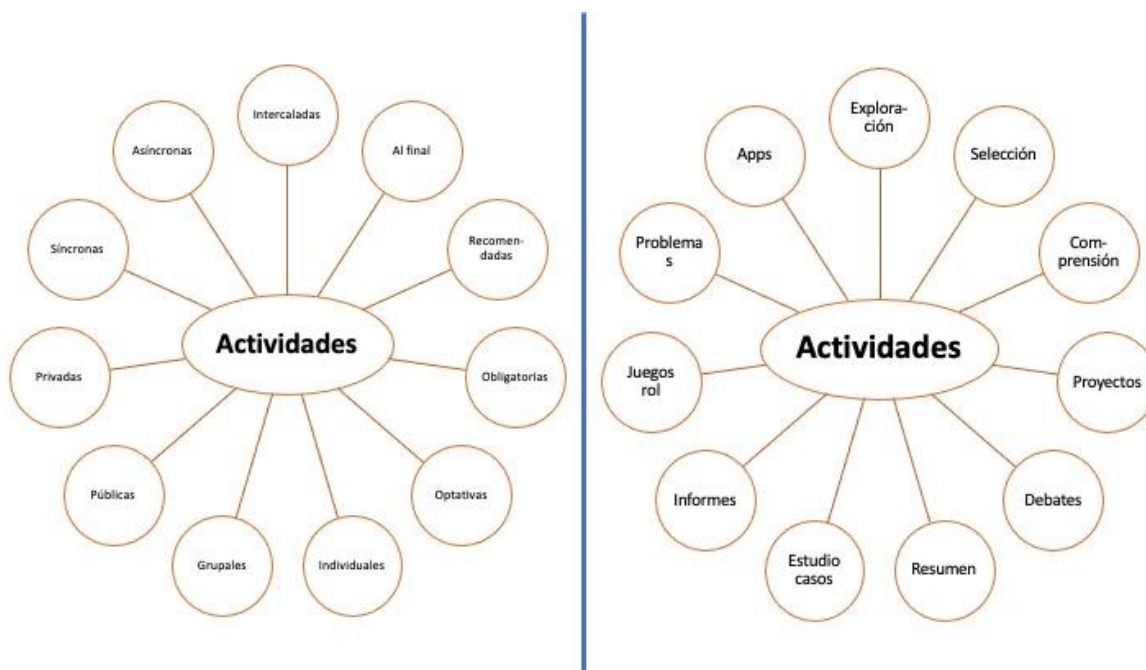 Intercaladas
Al final
Recomen-
dadas
Obligatorias
Optativas
Individuales
Grupales
Públicas
Privadas
Síncronas
Asíncronas
Actividades
Explora-
ción
Selección
Com-
prensión
Proyectos
Debates
Resumen
Estudio
casos
Informes
Juegos
rol
Problema
s
Apps
Actividades